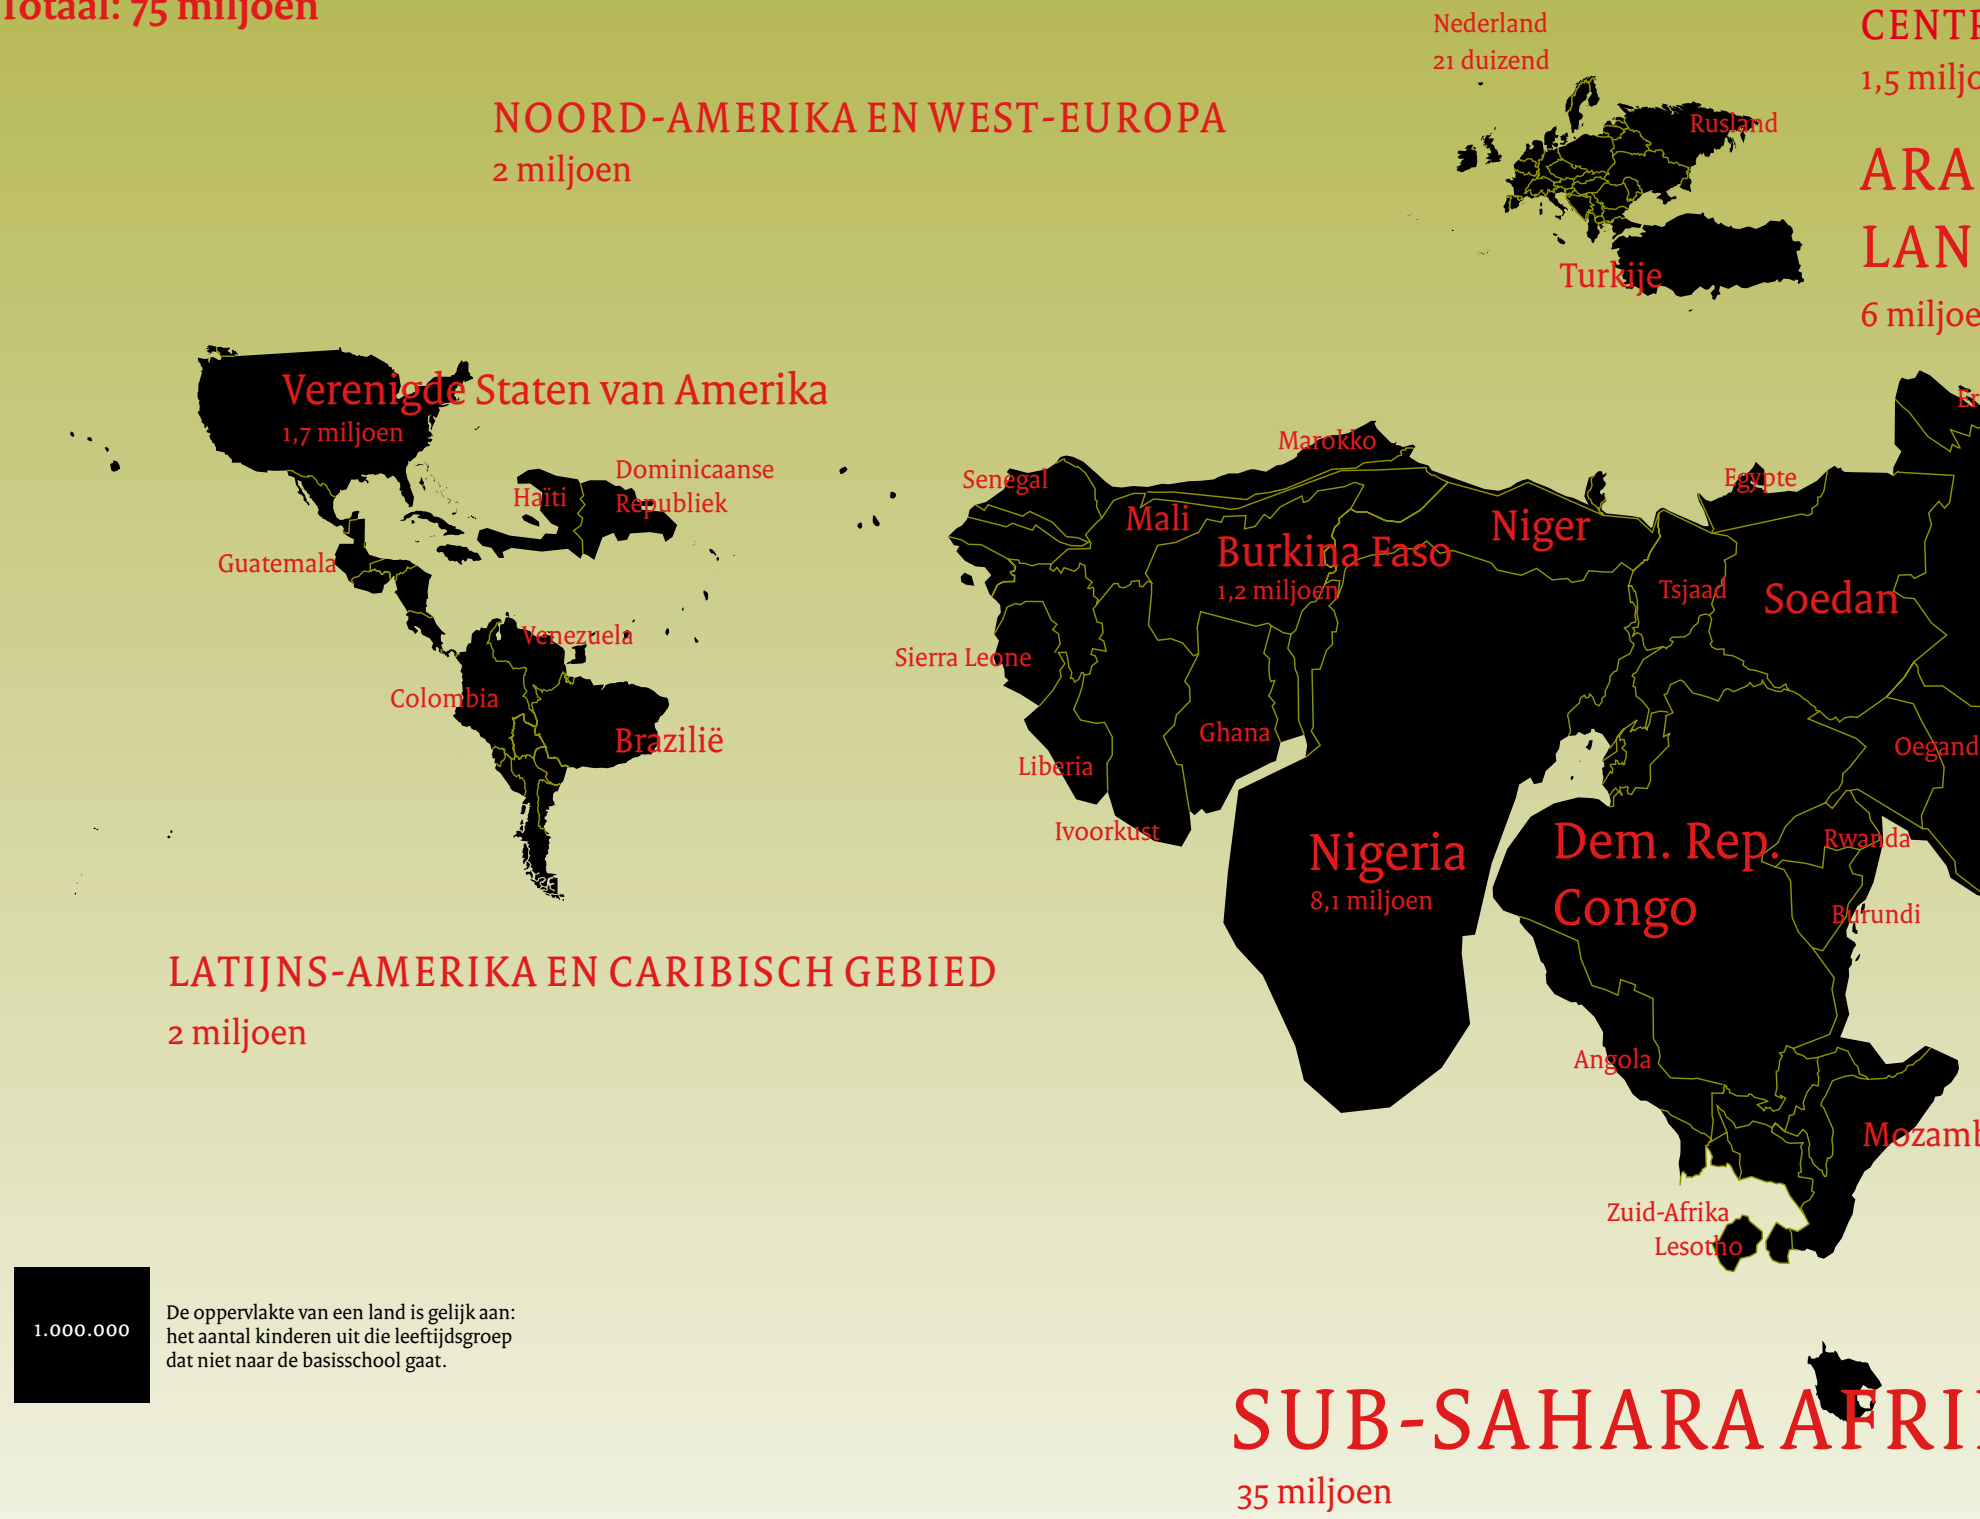 Totaal: 75 miljoen
Nederland
21 duizend
1,5
NOORD-AMERIKA EN WEST-EUROPA
2 miljoen
Rusland
Turkije
6
Verenigde Staten van Amerika
1,7 miljoen
Dominicaanse
Republiek
Haïti
Guatemala
Venezuela
Colombia
Brazilië
Marokko
Senegal
Egypte
Mali
Niger
Burkina Faso
1,2 miljoen
Tsjaad
Soedan
Sierra Leone
Ghana
Liberia
Ivoorkust
Nigeria
8,1 miljoen
Dem. Rep.
Congo
Rwanda
Burundi
Angola
Zuid-Afrika
Lesotho
LATIJNS-AMERIKA EN CARIBISCH GEBIED
2 miljoen
1.000.000
De oppervlakte van een land is gelijk aan:
het aantal kinderen uit die leeftijdsgroep
dat niet naar de basisschool gaat.
SUB-SAHARA
35 miljoen